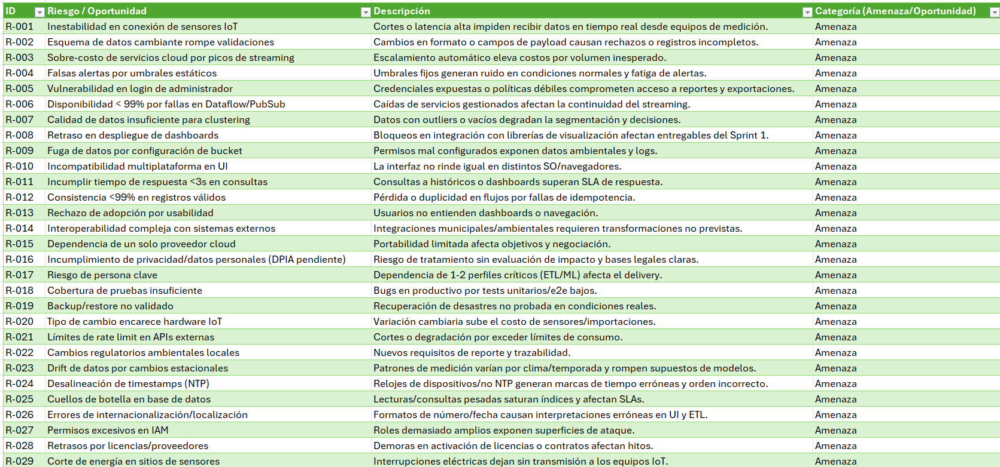 ID Riesgo / Oportunidad Descripción Categoría (Amenaza/Oportunidad)
R-001 Inestabilidad en conexión de sensores IoT Cortes o latencia alta impiden recibir datos en tiempo real desde equipos de medición. Amenaza
R-002 Esquema de datos cambiante rompe validaciones Cambios en formato o campos de payload causan rechazos o registros incompletos. Amenaza
R-003 Sobre-costo de servicios cloud por picos de streaming Escalamiento automático eleva costos por volumen inesperado. Amenaza
R-004 Falsas alertas por umbrales estáticos Umbrales fijos generan ruido en condiciones normales y fatiga de alertas. Amenaza
R-005 Vulnerabilidad en login de administrador Credenciales expuestas o políticas débiles comprometen acceso a reportes y exportaciones. Amenaza
R-006 Disponibilidad < 99% por fallas en Dataflow/PubSub Caídas de servicios gestionados afectan la continuidad del streaming. Amenaza
R-007 Calidad de datos insuficiente para clustering Datos con outliers o vacíos degradan la segmentación y decisiones. Amenaza
R-008 Retraso en despliegue de dashboards Bloqueos en integración con librerías de visualización afectan entregables del Sprint 1. Amenaza
R-009 Fuga de datos por configuración de bucket Permisos mal configurados exponen datos ambientales y logs. Amenaza
R-010 Incompatibilidad multiplataforma en UI La interfaz no rinde igual en distintos SO/navegadores. Amenaza
R-011 Incumplir tiempo de respuesta <3s en consultas Consultas a históricos o dashboards superan SLA de respuesta. Amenaza
R-012 Consistencia <99% en registros válidos Pérdida o duplicidad en flujos por fallas de idempotencia. Amenaza
R-013 Rechazo de adopción por usabilidad Usuarios no entienden dashboards o navegación. Amenaza
R-014 Interoperabilidad compleja con sistemas externos Integraciones municipales/ambientales requieren transformaciones no previstas. Amenaza
R-015 Dependencia de un solo proveedor cloud Portabilidad limitada afecta objetivos y negociación. Amenaza
R-016 Incumplimiento de privacidad/datos personales (DPIA pendiente) Riesgo de tratamiento sin evaluación de impacto y bases legales claras. Amenaza
R-017 Riesgo de persona clave Dependencia de 1-2 perfiles críticos (ETL/ML) afecta el delivery. Amenaza
R-018 Cobertura de pruebas insuficiente Bugs en productivo por tests unitarios/e2e bajos. Amenaza
R-019 Backup/restore no validado Recuperación de desastres no probada en condiciones reales. Amenaza
R-020 Tipo de cambio encarece hardware IoT Variación cambiaria sube el costo de sensores/importaciones. Amenaza
R-021 Límites de rate limit en APIs externas Cortes o degradación por exceder límites de consumo. Amenaza
R-022 Cambios regulatorios ambientales locales Nuevos requisitos de reporte y trazabilidad. Amenaza
R-023 Drift de datos por cambios estacionales Patrones de medición varían por clima/temporada y rompen supuestos de modelos. Amenaza
R-024 Desalineación de timestamps (NTP) Relojes de dispositivos/no NTP generan marcas de tiempo erróneas y orden incorrecto. Amenaza
R-025 Cuellos de botella en base de datos Lecturas/consultas pesadas saturan índices y afectan SLAs. Amenaza
R-026 Errores de internacionalización/localización Formatos de número/fecha causan interpretaciones erróneas en UI y ETL. Amenaza
R-027 Permisos excesivos en IAM Roles demasiado amplios exponen superficies de ataque. Amenaza
R-028 Retrasos por licencias/proveedores Demoras en activación de licencias o contratos afectan hitos. Amenaza
R-029 Corte de energía en sitios de sensores Interrupciones eléctricas dejan sin transmisión a los equipos IoT. Amenaza